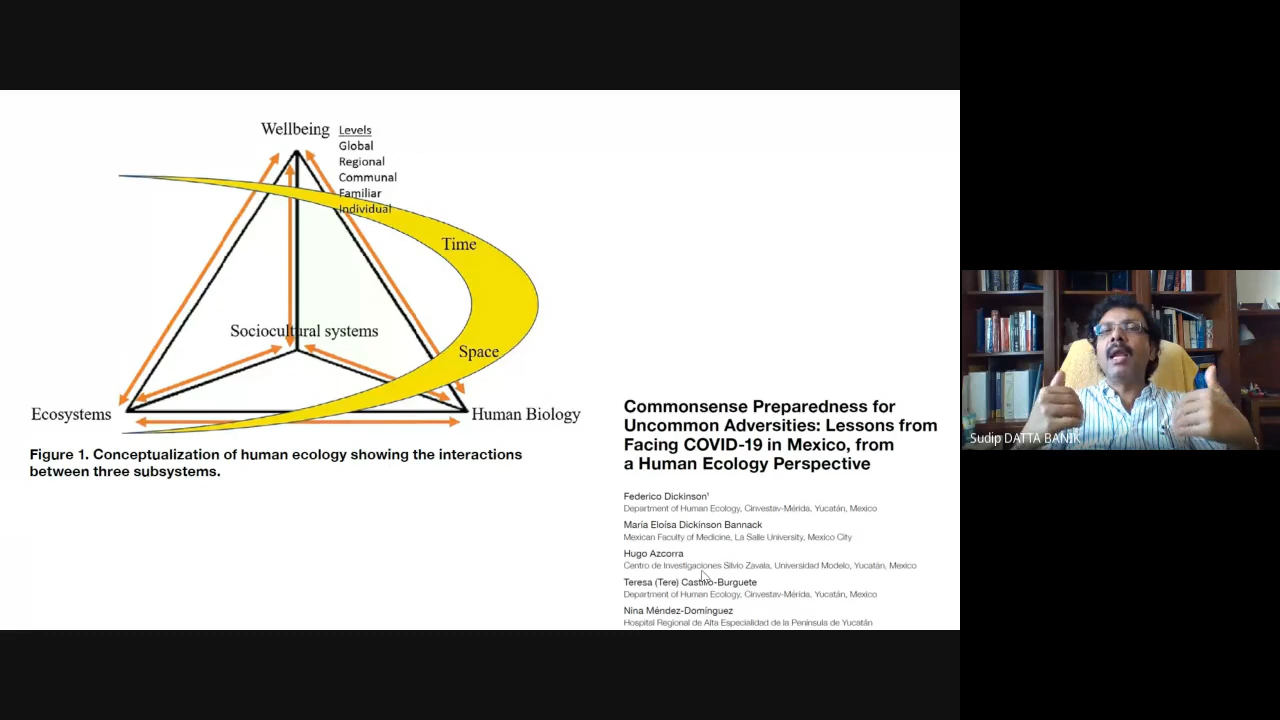 Wellbeing
Levels
Global
Regional
Communal
Familiar
Individual
Time
Sociocultural systems
Space
Ecosystems
Human Biology
Figure 1. Conceptualization of human ecology showing the interactions
between three subsystems.
Commonsense Preparedness for
Uncommon Adversities: Lessons from
Facing COVID-19 in Mexico, from
a Human Ecology Perspective
Federico Dickinson¹
Department of Human Ecology, Cinvestav-Mérida, Yucatán, Mexico
María Eloísa Dickinson Bannack
Mexican Faculty of Medicine, La Salle University, Mexico City
Hugo Azcorra
Centro de Investigaciones Silvio Zavala, Universidad Modelo, Yucatán, Mexico
Teresa (Tere) Castillo-Burguete
Department of Human Ecology, Cinvestav-Mérida, Yucatán, Mexico
Nina Méndez-Domínguez
Hospital Regional de Alta Especialidad de la Península de Yucatán
Sudip DATTA BANIK